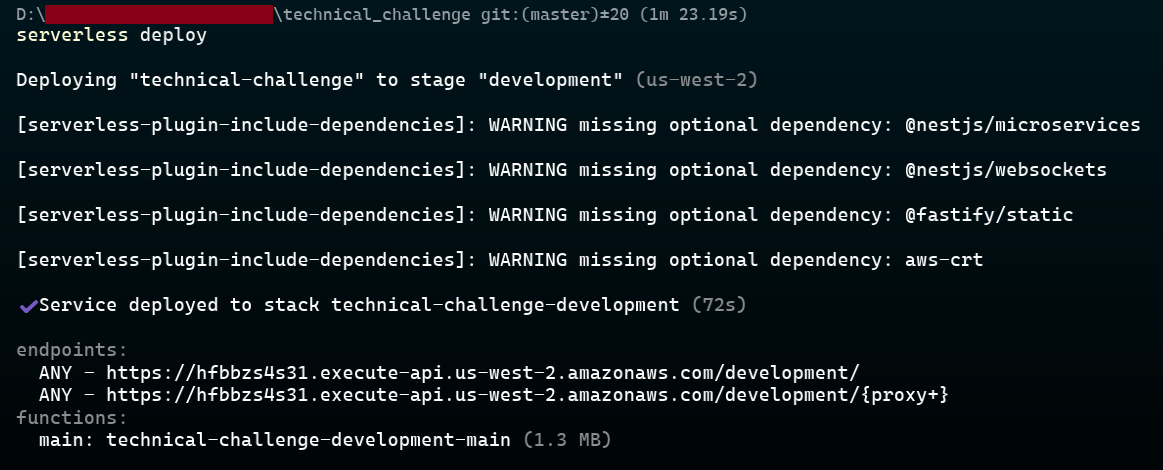 D:\ \technical_challenge git:(master)±20 (1m 23.19s)
serverless deploy
Deploying "technical-challenge" to stage "development" (us-west-2)
[serverless-plugin-include-dependencies]: WARNING missing optional dependency: @nestjs/microservices
[serverless-plugin-include-dependencies]: WARNING missing optional dependency: @nestjs/websockets
[serverless-plugin-include-dependencies]: WARNING missing optional dependency: @fastify/static
[serverless-plugin-include-dependencies]: WARNING missing optional dependency: aws-crt
✔Service deployed to stack technical-challenge-development (72s)
endpoints:
ANY - https://hfbbzs4s31.execute-api.us-west-2.amazonaws.com/development/
ANY - https://hfbbzs4s31.execute-api.us-west-2.amazonaws.com/development/{proxy+}
functions:
main: technical-challenge-development-main (1.3 MB)